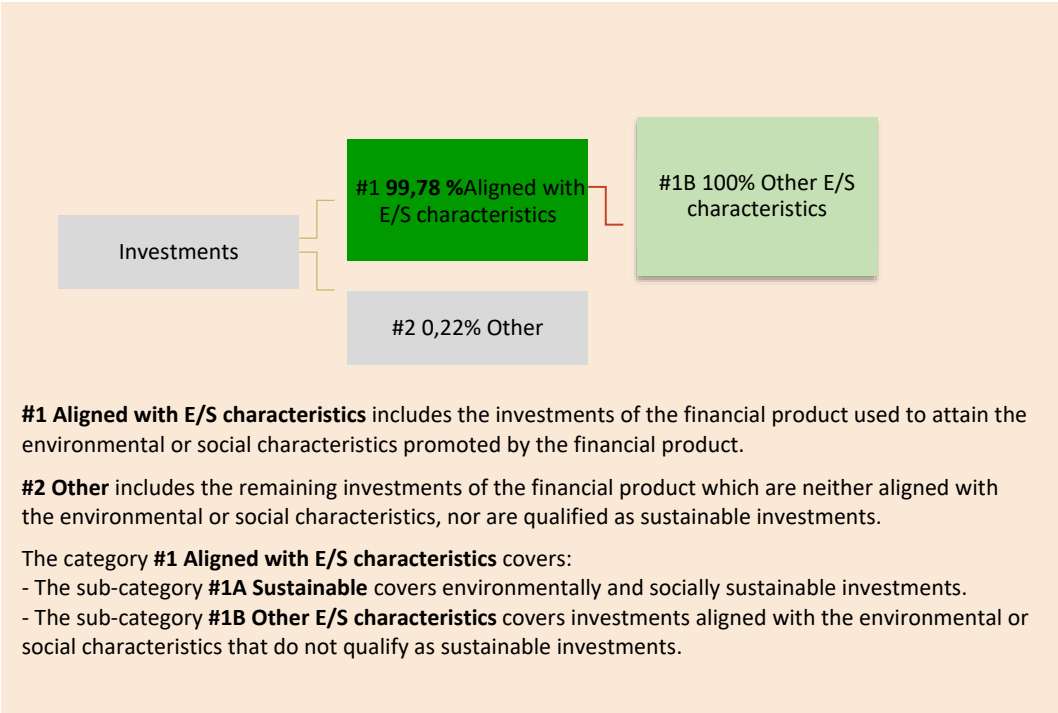 #1 99,78 %Aligned with
E/S characteristics
#1B 100% Other E/S
characteristics
Investments
#2 0,22% Other
#1 Aligned with E/S characteristics includes the investments of the financial product used to attain the
environmental or social characteristics promoted by the financial product.
#2 Other includes the remaining investments of the financial product which are neither aligned with
the environmental or social characteristics, nor are qualified as sustainable investments.
The category #1 Aligned with E/S characteristics covers:
- The sub-category #1A Sustainable covers environmentally and socially sustainable investments.
- The sub-category #1B Other E/S characteristics covers investments aligned with the environmental or
social characteristics that do not qualify as sustainable investments.